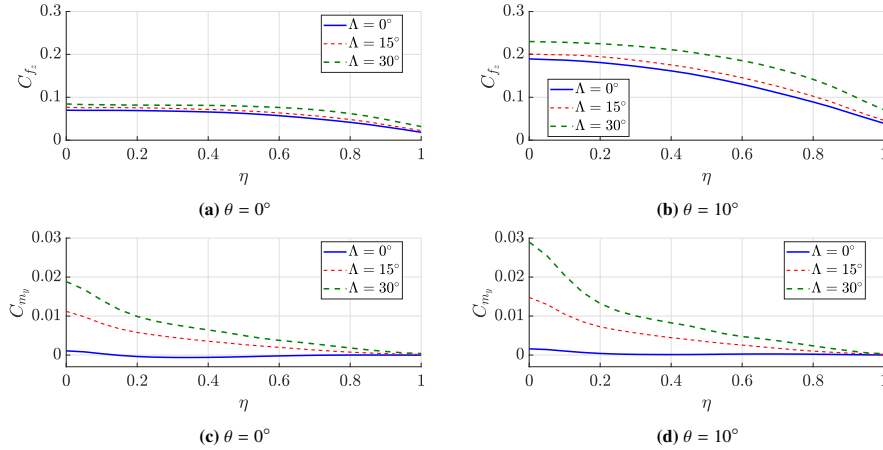 0.3
0.2
0.1
0
C_{f_z}
Λ = 0°
Λ = 15°
Λ = 30°
0 0.2 0.4 0.6 0.8 1
η
(a) θ = 0°
0.3
0.2
0.1
0
C_{f_z}
Λ = 0°
Λ = 15°
Λ = 30°
0 0.2 0.4 0.6 0.8 1
η
(b) θ = 10°
0.03
0.02
0.01
0
C_{m_y}
Λ = 0°
Λ = 15°
Λ = 30°
0 0.2 0.4 0.6 0.8 1
η
(c) θ = 0°
0.03
0.02
0.01
0
C_{m_y}
Λ = 0°
Λ = 15°
Λ = 30°
0 0.2 0.4 0.6 0.8 1
η
(d) θ = 10°